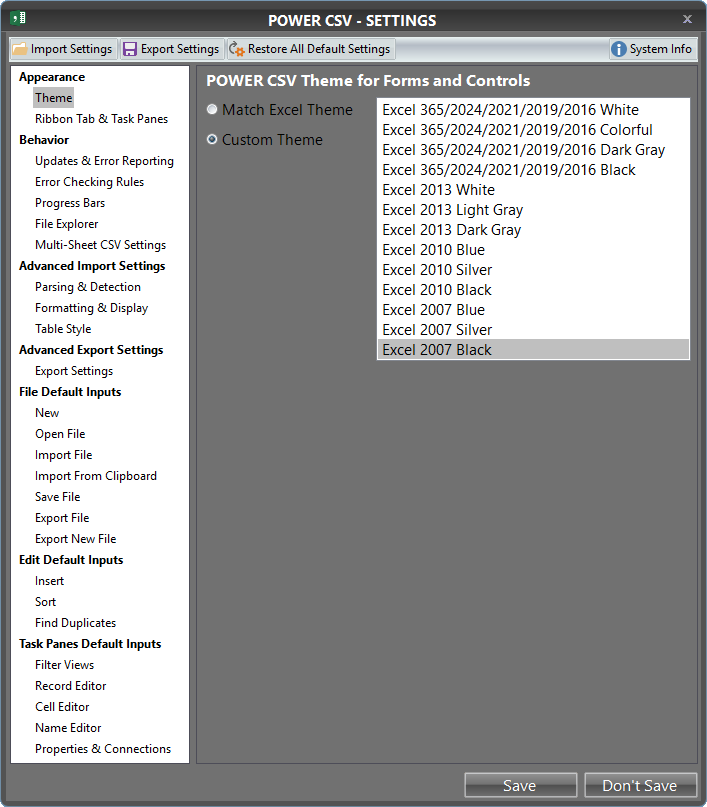 POWER CSV - SETTINGS
Import Settings
Export Settings
Restore All Default Settings
System Info
Appearance
Theme
Ribbon Tab & Task Panes
Behavior
Updates & Error Reporting
Error Checking Rules
Progress Bars
File Explorer
Multi-Sheet CSV Settings
Advanced Import Settings
Parsing & Detection
Formatting & Display
Table Style
Advanced Export Settings
Export Settings
File Default Inputs
New
Open File
Import File
Import From Clipboard
Save File
Export File
Export New File
Edit Default Inputs
Insert
Sort
Find Duplicates
Task Panes Default Inputs
Filter Views
Record Editor
Cell Editor
Name Editor
Properties & Connections
POWER CSV Theme for Forms and Controls
Match Excel Theme
Custom Theme
Excel 365/2024/2021/2019/2016 White
Excel 365/2024/2021/2019/2016 Colorful
Excel 365/2024/2021/2019/2016 Dark Gray
Excel 365/2024/2021/2019/2016 Black
Excel 2013 White
Excel 2013 Light Gray
Excel 2013 Dark Gray
Excel 2010 Blue
Excel 2010 Silver
Excel 2010 Black
Excel 2007 Blue
Excel 2007 Silver
Excel 2007 Black
Save
Don't Save